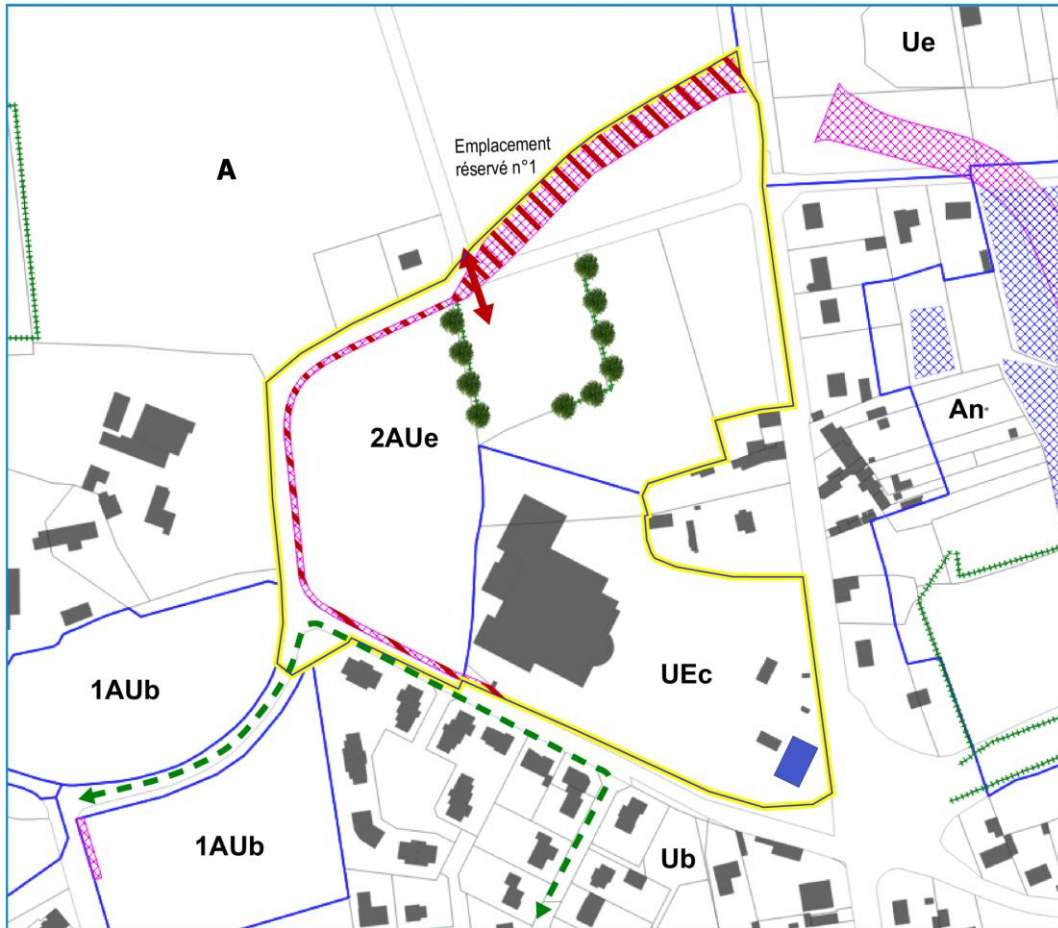 Ue
Emplacement
réservé n°1
A
2AUe
An
UEc
1AUb
1AUb
Ub